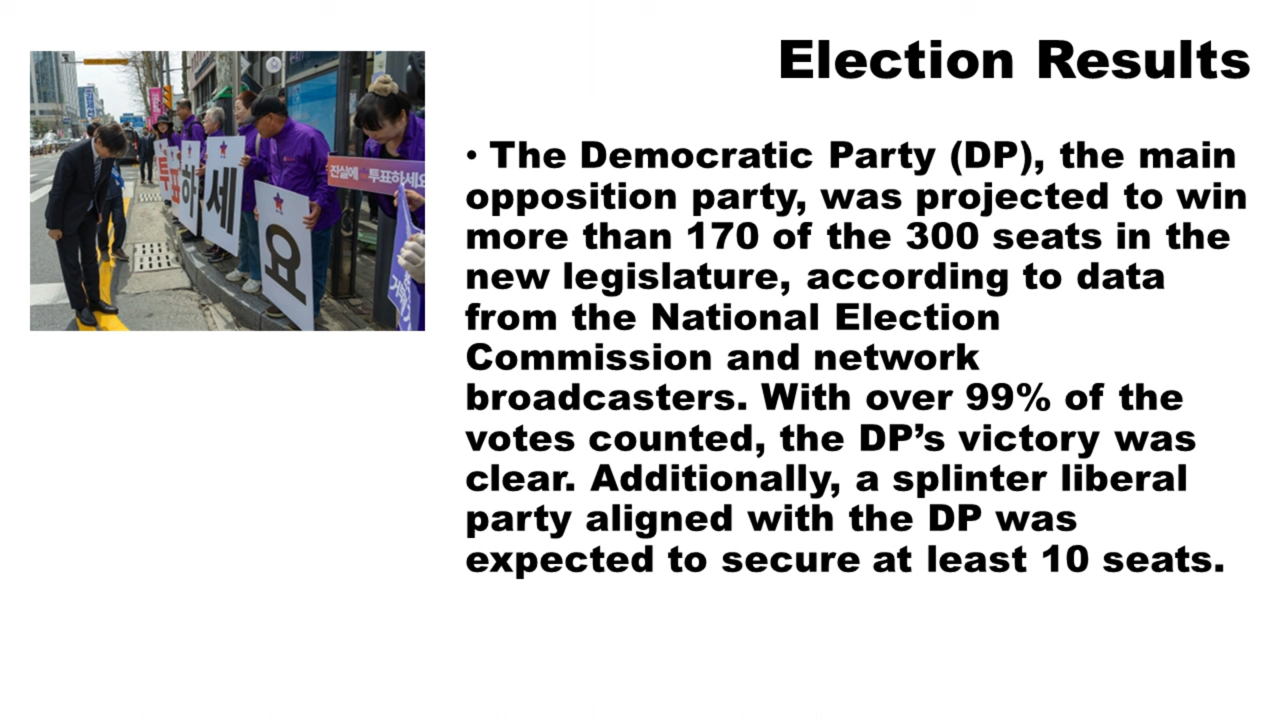 Election Results
• The Democratic Party (DP), the main
opposition party, was projected to win
more than 170 of the 300 seats in the
new legislature, according to data
from the National Election
Commission and network
broadcasters. With over 99% of the
votes counted, the DP’s victory was
clear. Additionally, a splinter liberal
party aligned with the DP was
expected to secure at least 10 seats.
투표하세요
진실에 투표하세요